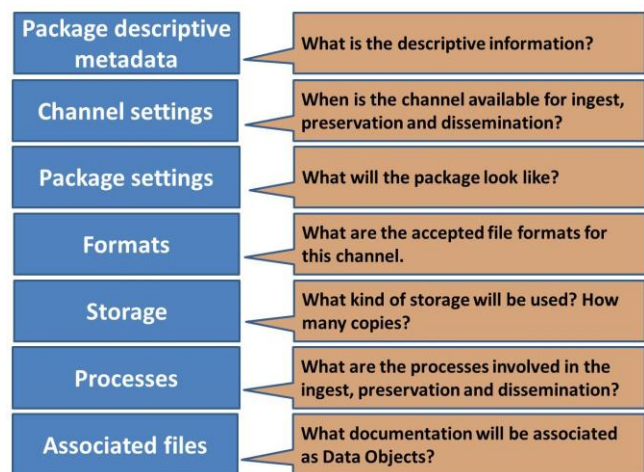 Package descriptive
metadata
What is the descriptive information?
Channel settings
When is the channel available for ingest,
preservation and dissemination?
Package settings
What will the package look like?
Formats
What are the accepted file formats for
this channel.
Storage
What kind of storage will be used? How
many copies?
Processes
What are the processes involved in the
ingest, preservation and dissemination?
Associated files
What documentation will be associated
as Data Objects?